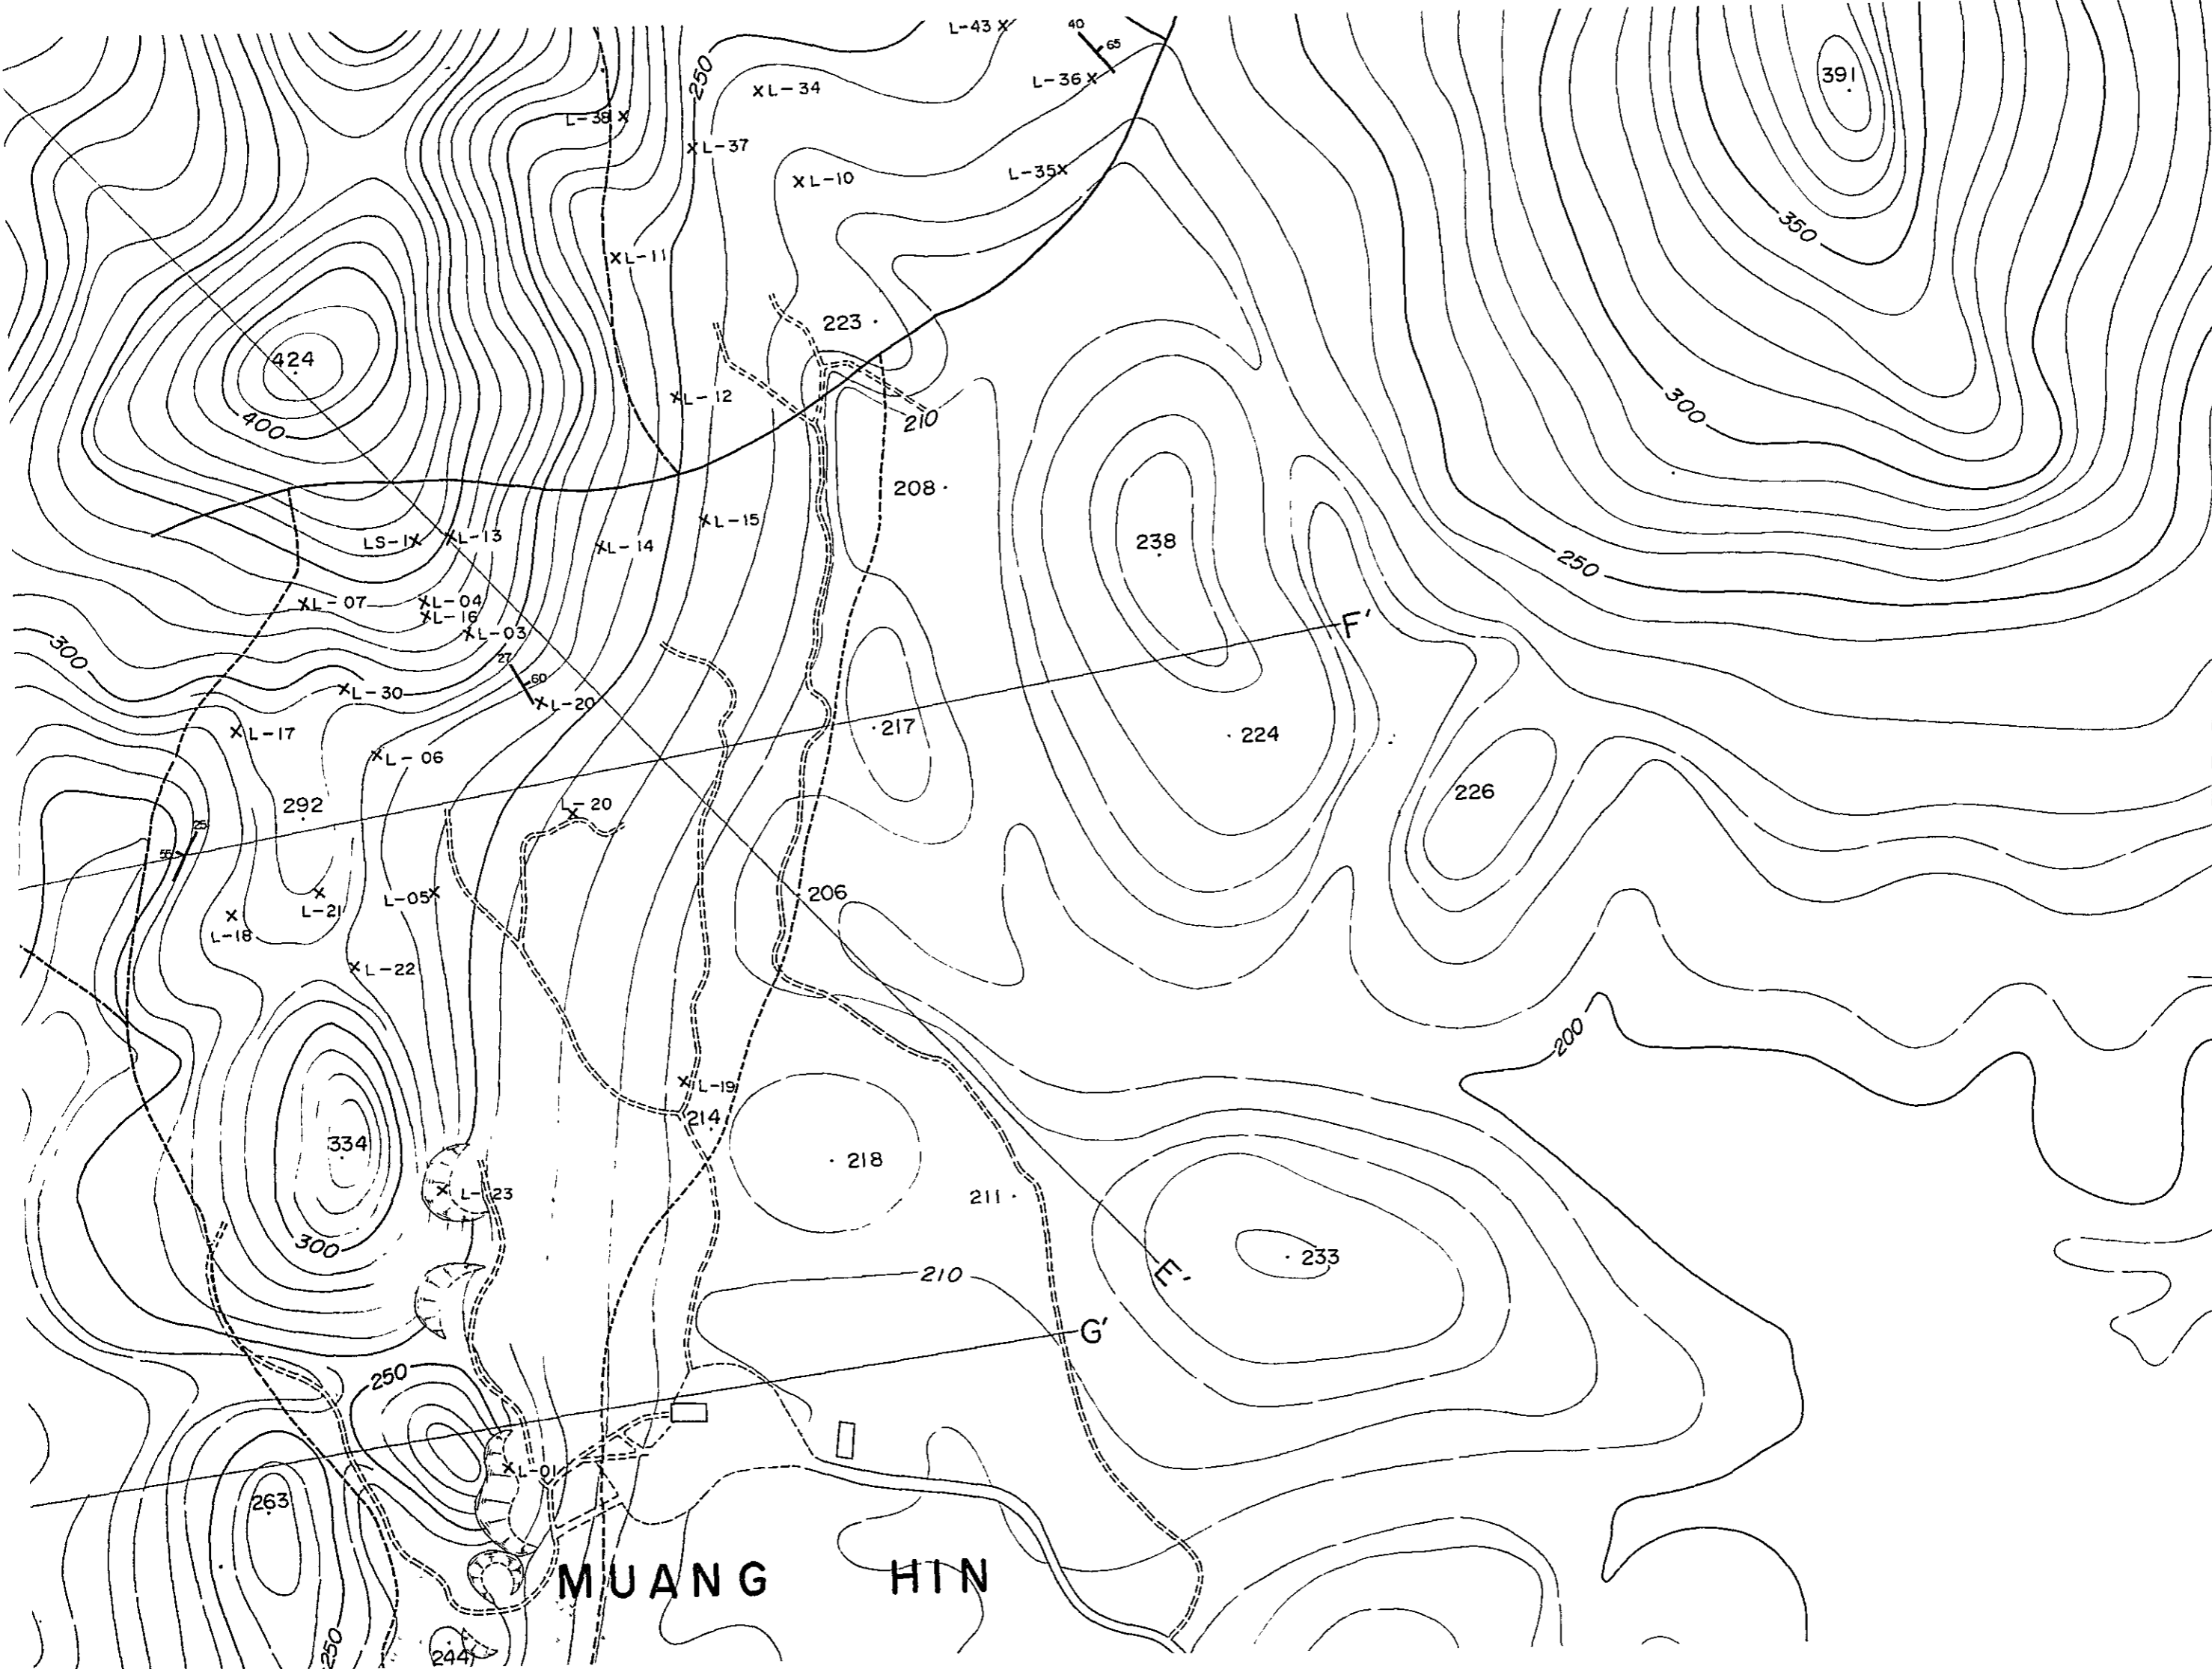 L-43
40
65
391
L-36
250
L-34
L-38
L-37
L-35
L-10
350
L-11
223
424
L-12
300
400
210
208
L-15
LS-1
L-13
L-14
238
250
L-07
L-04
L-16
F'
L-03
300
27
60
L-30
L-20
L-17
217
224
L-06
226
292
L-20
25
55
L-05
206
L-21
L-18
L-22
200
L-19
214
334
218
L-23
211
300
233
210
E'
G'
250
L-01
263
MUANG HIN
250
244